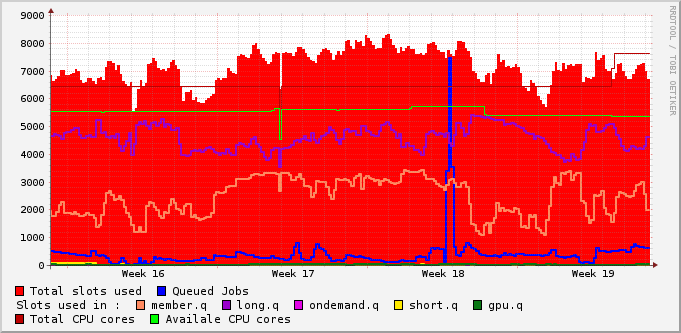 9000
8000
7000
6000
5000
4000
3000
2000
1000
0
Week 16 Week 17 Week 18 Week 19
RRDTOOL / TOBI OETIKER
Total slots used Queued Jobs
Slots used in : member.q long.q ondemand.q short.q gpu.q
Total CPU cores Availale CPU cores